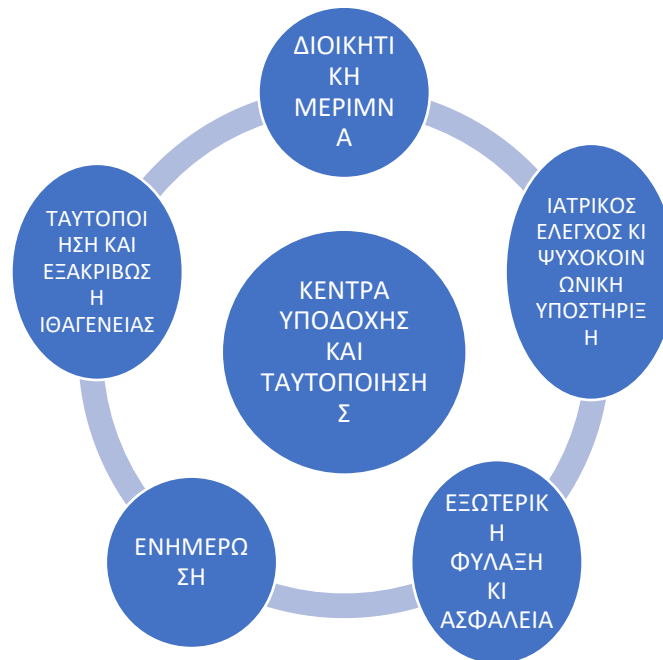 ΔΙΟΙΚΗΤΙ
ΚΗ
ΜΕΡΙΜΝ
Α
ΙΑΤΡΙΚΟΣ
ΕΛΕΓΧΟΣ ΚΙ
ΨΥΧΟΚΟΙΝ
ΩΝΙΚΗ
ΥΠΟΣΤΗΡΙΞ
Η
ΕΞΩΤΕΡΙΚ
Η
ΦΥΛΑΞΗ
ΚΙ
ΑΣΦΑΛΕΙΑ
ΕΝΗΜΕΡΩ
ΣΗ
ΤΑΥΤΟΠΟΙ
ΗΣΗ ΚΑΙ
ΕΞΑΚΡΙΒΩΣ
Η
ΙΘΑΓΕΝΕΙΑΣ
ΚΕΝΤΡΑ
ΥΠΟΔΟΧΗΣ
ΚΑΙ
ΤΑΥΤΟΠΟΙΗΣΗ
Σ